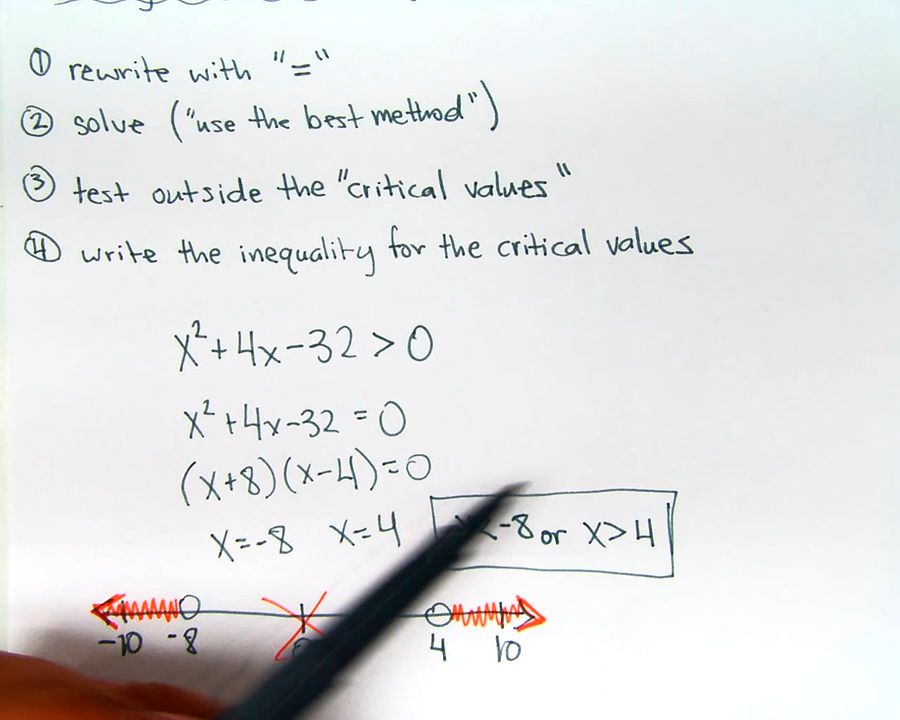 ① rewrite with "="
② solve ("use the best method")
③ test outside the "critical values"
④ write the inequality for the critical values
x²+4x-32 > 0
x²+4x-32 = 0
(x+8)(x-4)=0
x=-8 x=4 -8 or x>4
-10 -8 4 10